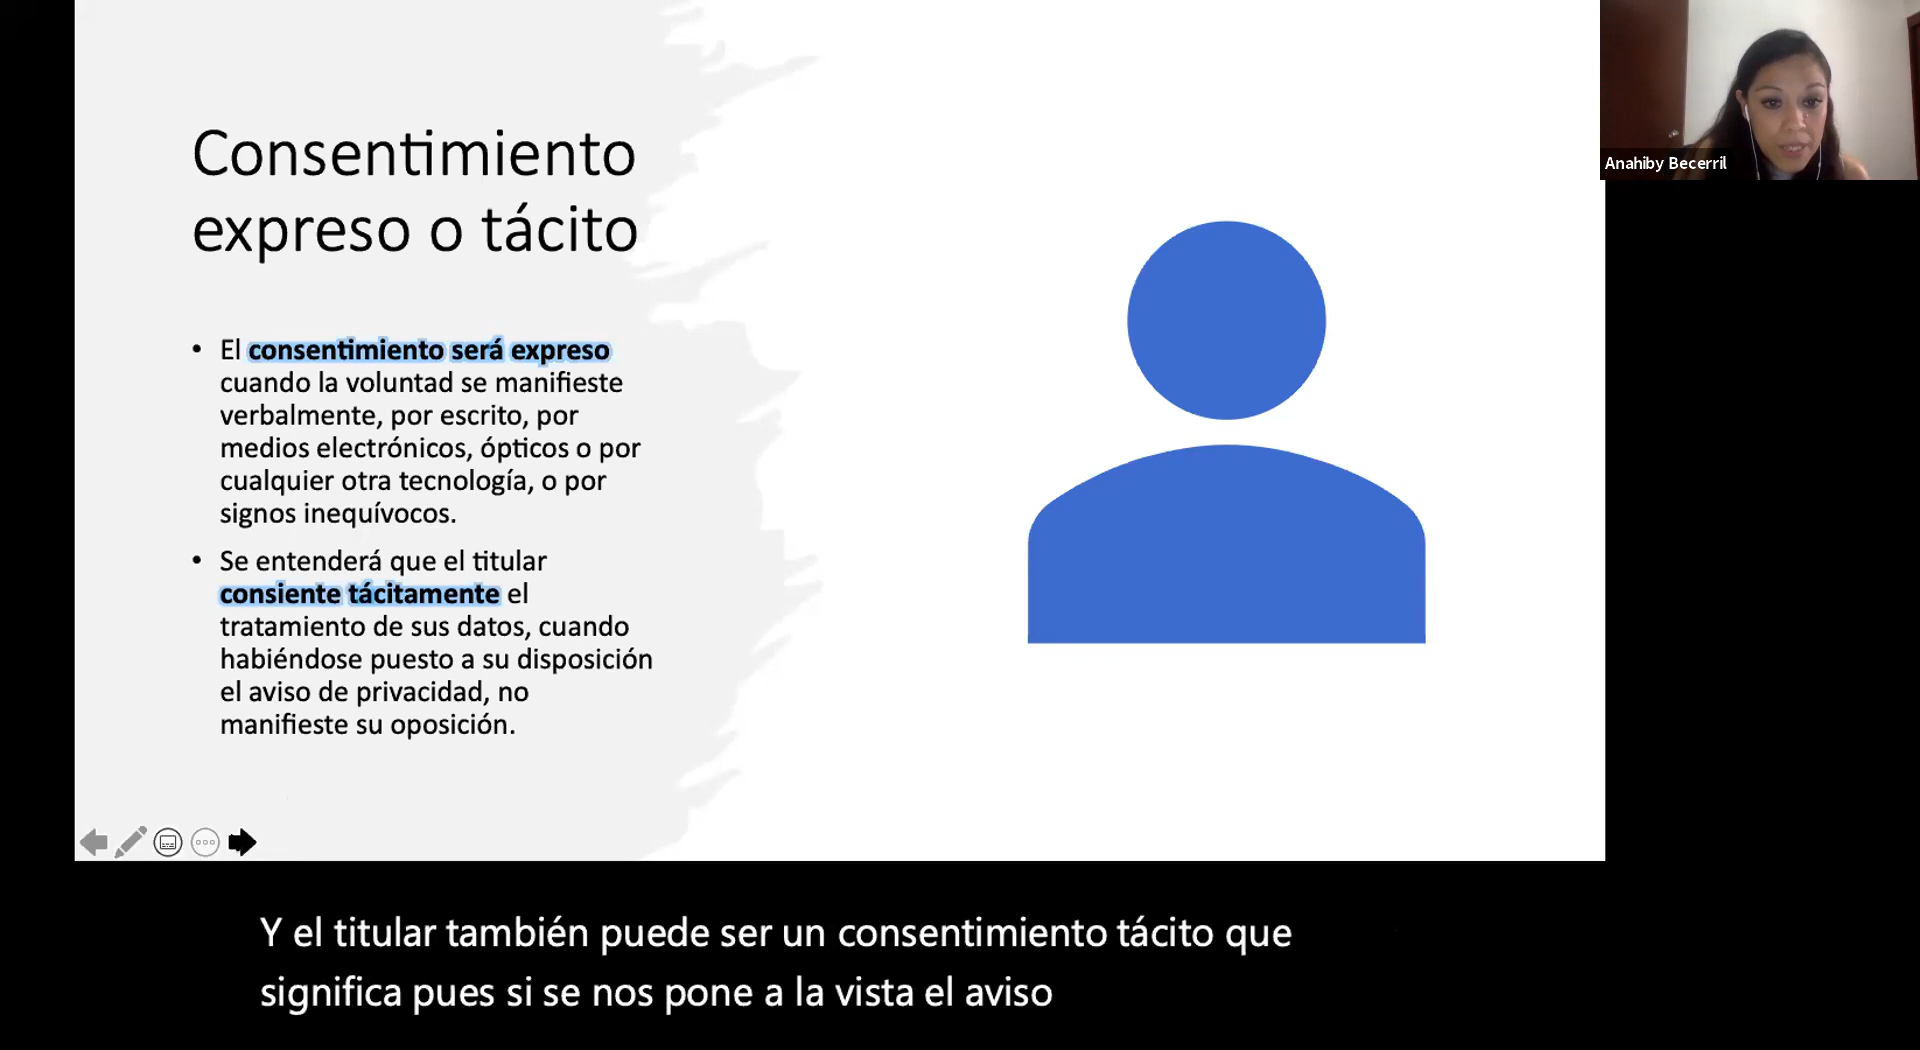 Consentimiento
expreso o tácito
• El consentimiento será expreso
cuando la voluntad se manifieste
verbalmente, por escrito, por
medios electrónicos, ópticos o por
cualquier otra tecnología, o por
signos inequívocos.
• Se entenderá que el titular
consiente tácitamente el
tratamiento de sus datos, cuando
habiéndose puesto a su disposición
el aviso de privacidad, no
manifieste su oposición.
Anahiby Becerril
Y el titular también puede ser un consentimiento tácito que
significa pues si se nos pone a la vista el aviso